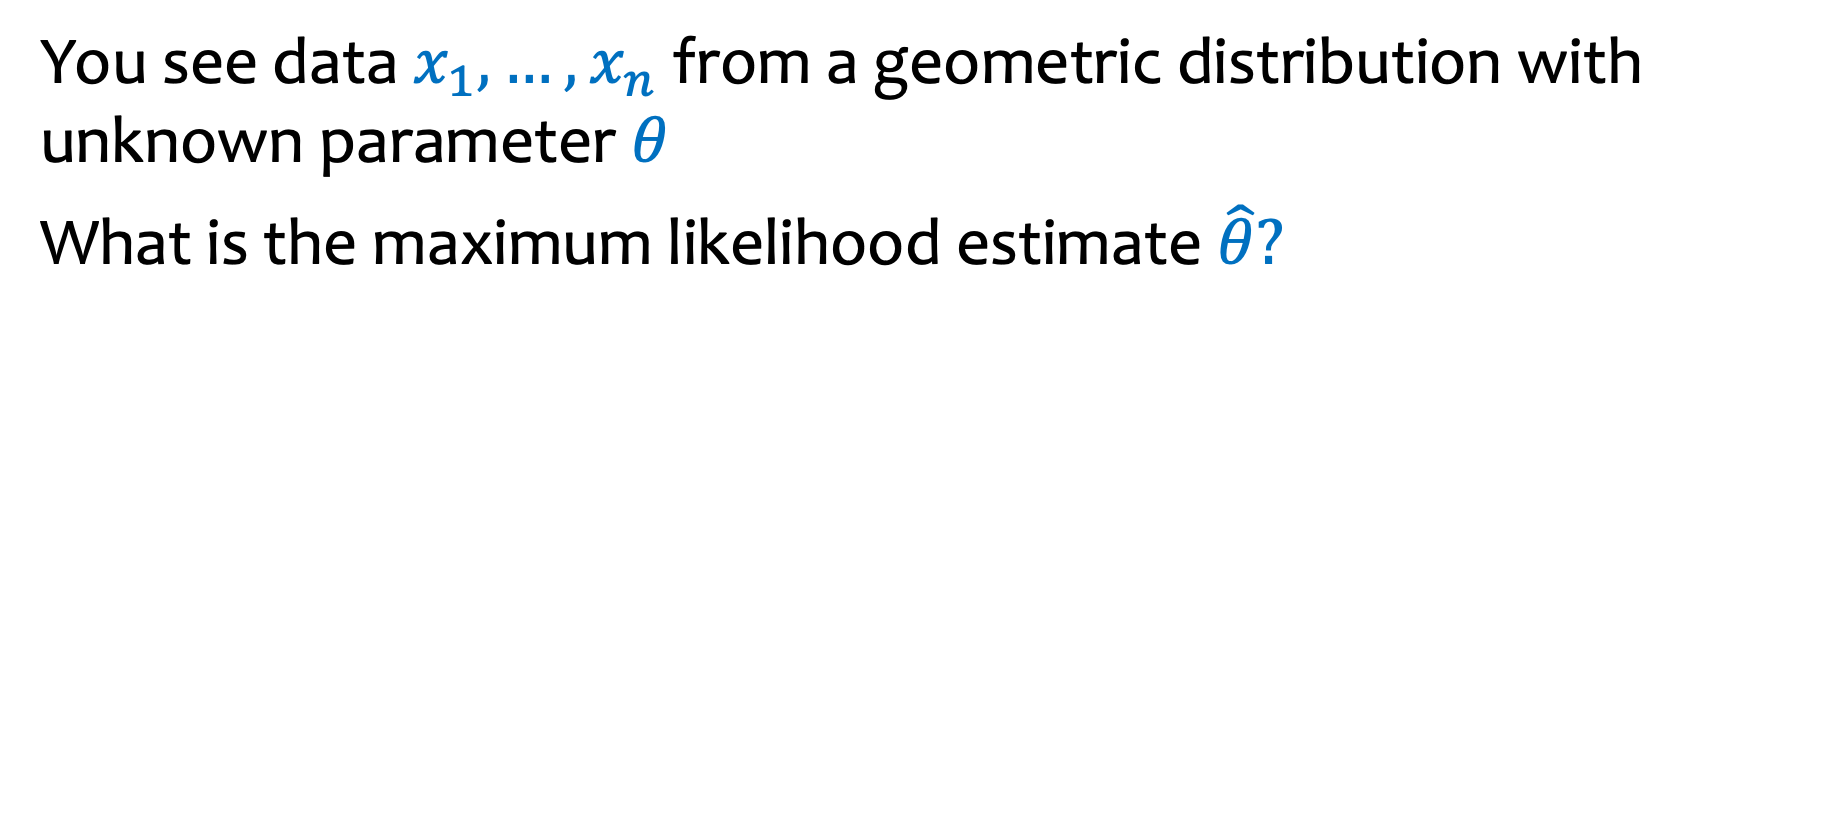 You see data x₁, … , xₙ from a geometric distribution with
unknown parameter θ
What is the maximum likelihood estimate θ̂?